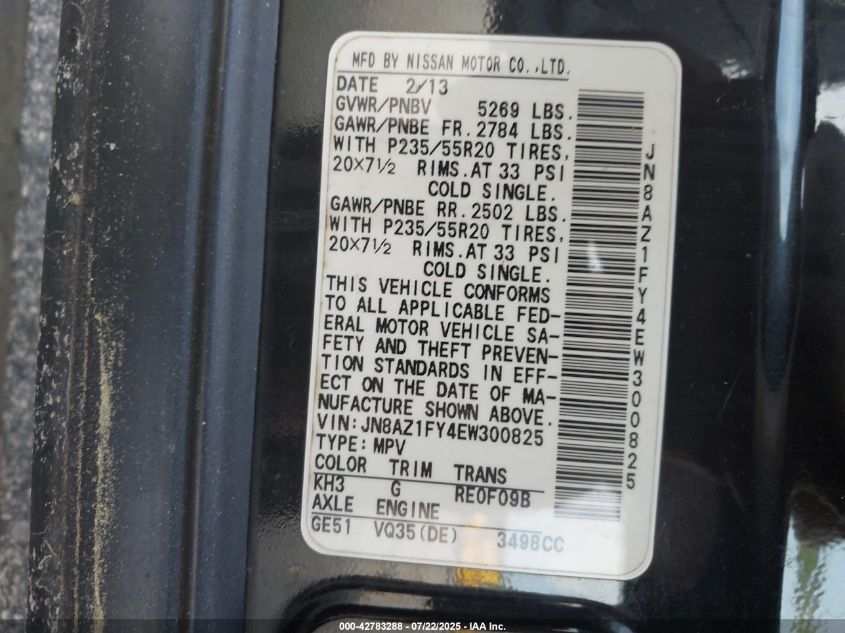 MFD BY NISSAN MOTOR CO.,LTD.
DATE 2/13
GVWR/PNBV 5269 LBS.
GAWR/PNBE FR. 2784 LBS.
WITH P235/55R20 TIRES,
20×7½ RIMS.AT 33 PSI
COLD SINGLE.
GAWR/PNBE RR. 2502 LBS.
WITH P235/55R20 TIRES,
20×7½ RIMS.AT 33 PSI
COLD SINGLE.
THIS VEHICLE CONFORMS
TO ALL APPLICABLE FED-
ERAL MOTOR VEHICLE SA-
FETY AND THEFT PREVEN-
TION STANDARDS IN EFF-
ECT ON THE DATE OF MA-
NUFACTURE SHOWN ABOVE.
VIN:JN8AZ1FY4EW300825
TYPE:MPV
COLOR TRIM TRANS
KH3 G RE0F09B
AXLE ENGINE
GE51 VQ35(DE) 3498CC
JN8AZ1FY4EW300825
000-42783288 - 07/22/2025 - IAA Inc.